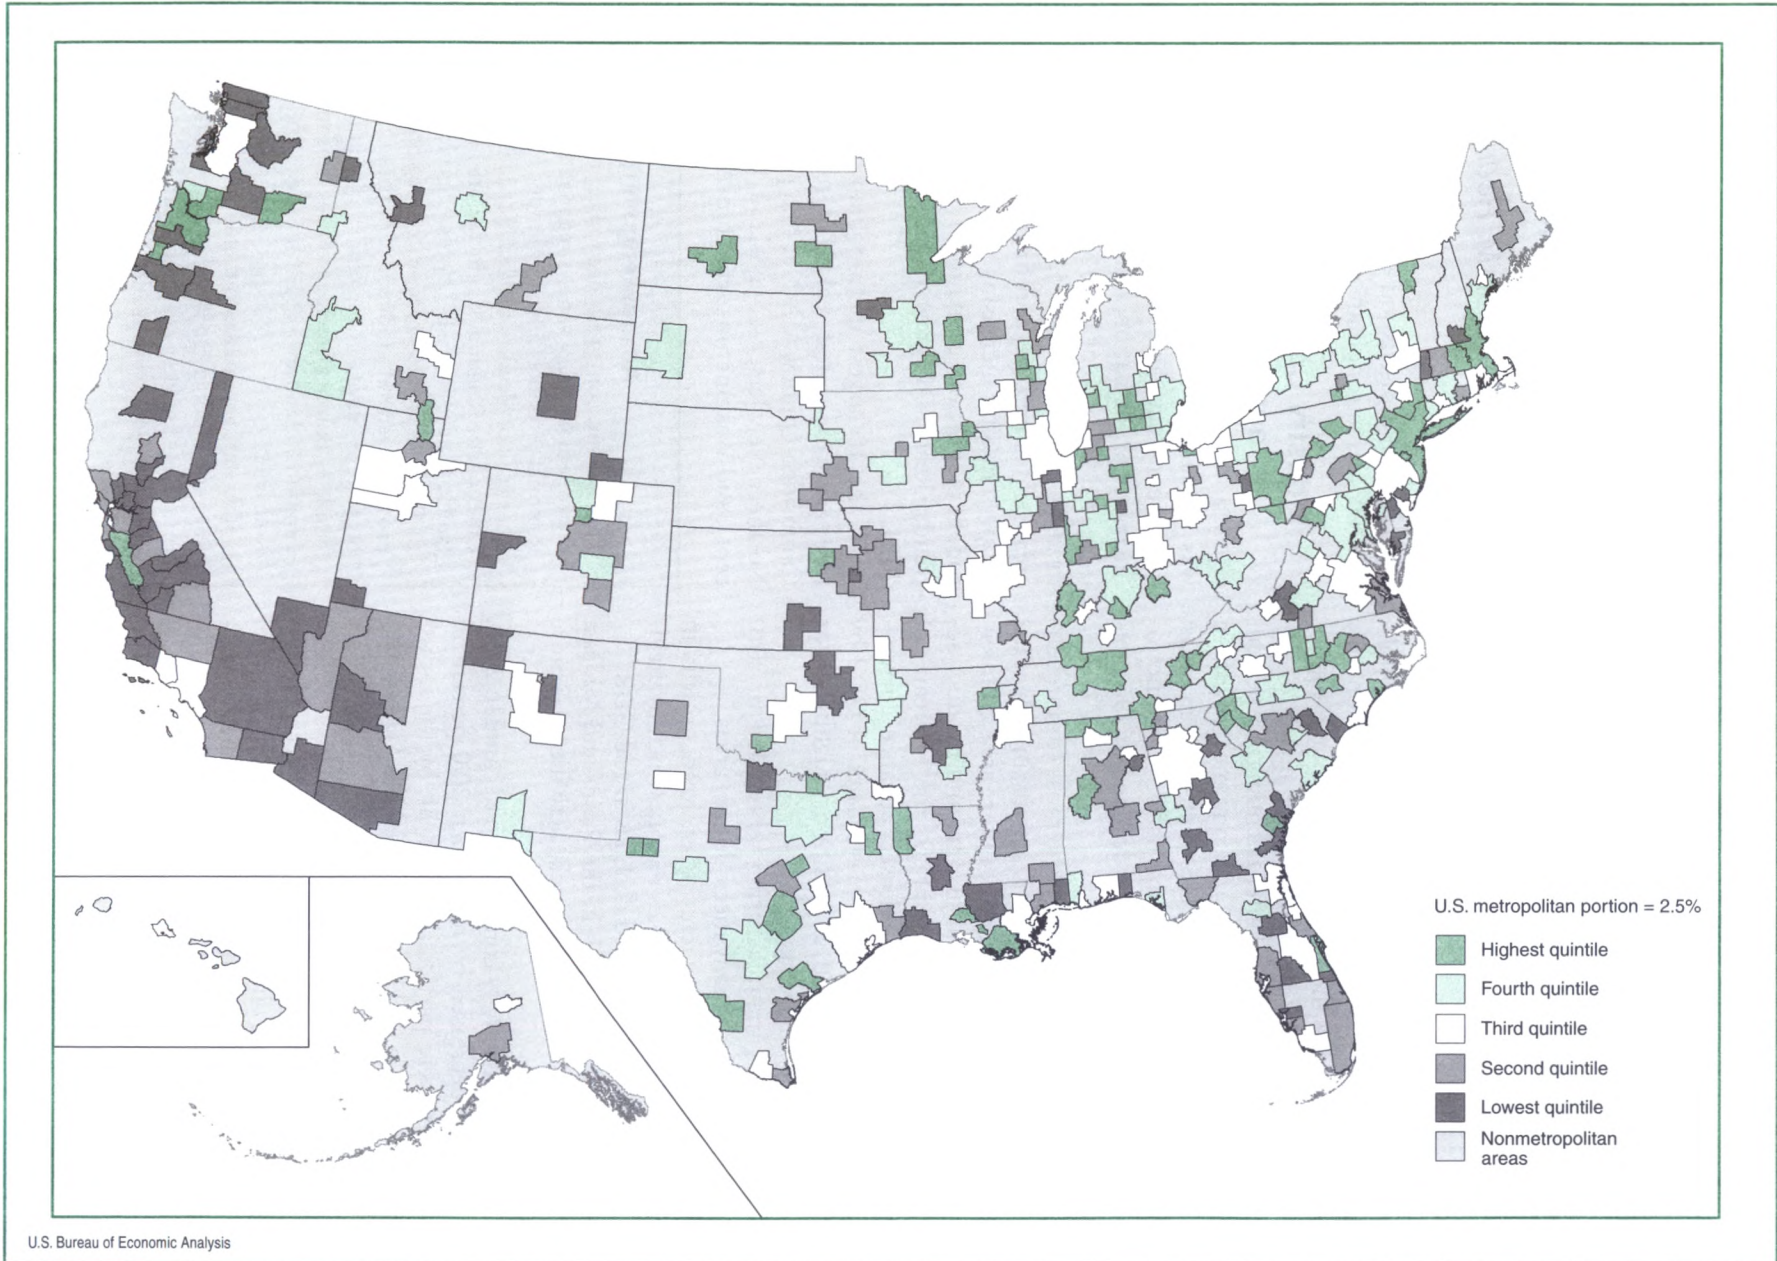 U.S. metropolitan portion = 2.5%
Highest quintile
Fourth quintile
Third quintile
Second quintile
Lowest quintile
Nonmetropolitan
areas
U.S. Bureau of Economic Analysis